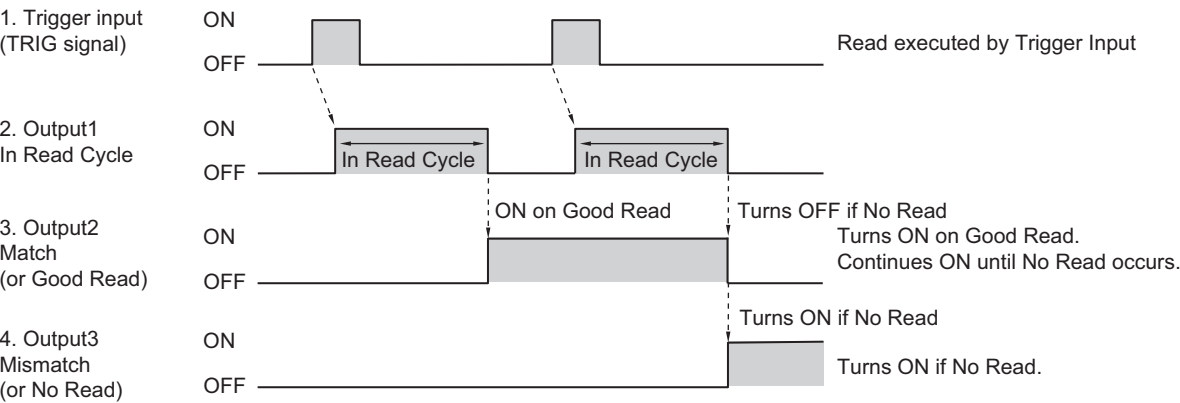 1. Trigger input
(TRIG signal)
ON
OFF
Read executed by Trigger Input
2. Output1
In Read Cycle
ON
OFF
In Read Cycle
In Read Cycle
ON on Good Read
Turns OFF if No Read
3. Output2
Match
(or Good Read)
ON
OFF
Turns ON on Good Read.
Continues ON until No Read occurs.
Turns ON if No Read
4. Output3
Mismatch
(or No Read)
ON
OFF
Turns ON if No Read.